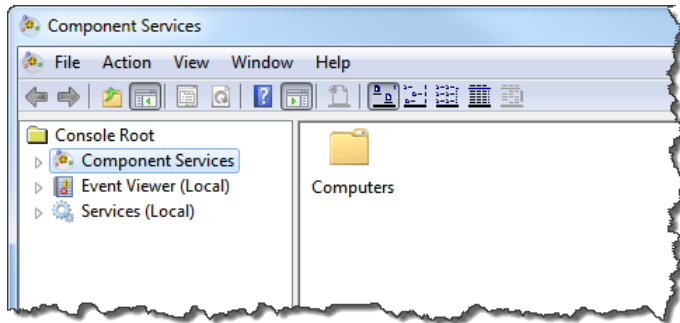 Component Services
File Action View Window Help
Console Root
Component Services
Event Viewer (Local)
Services (Local)
Computers